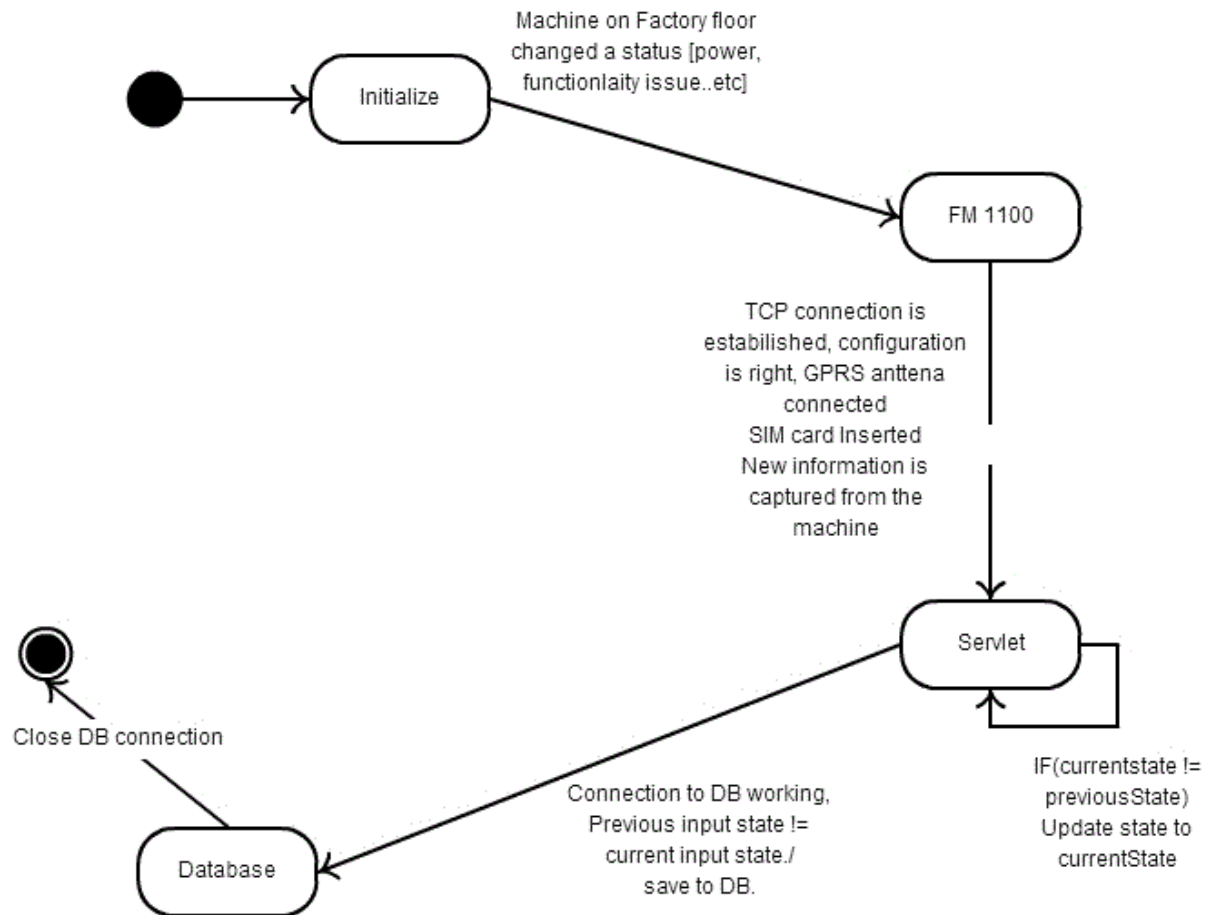 Machine on Factory floor
changed a status [power,
functionlaity issue..etc]
Initialize
FM 1100
TCP connection is
estabilished, configuration
is right, GPRS anttena
connected
SIM card Inserted
New information is
captured from the
machine
Servlet
IF(currentstate !=
previousState)
Update state to
currentState
Connection to DB working,
Previous input state !=
current input state./
save to DB.
Database
Close DB connection